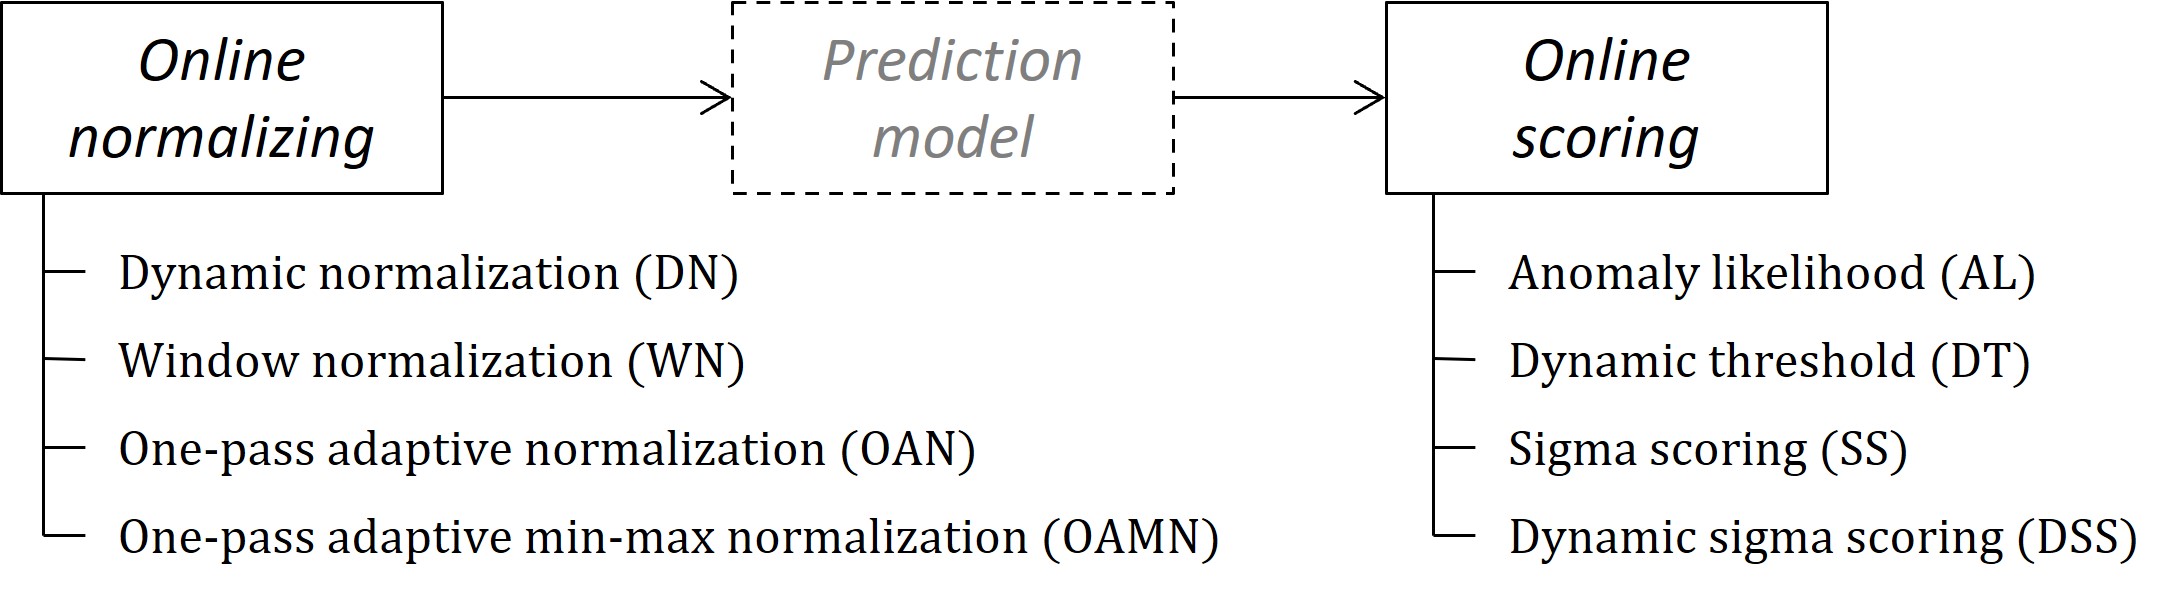 Online
normalizing
Prediction
model
Online
scoring
Dynamic normalization (DN)
Window normalization (WN)
One-pass adaptive normalization (OAN)
One-pass adaptive min-max normalization (OAMN)
Anomaly likelihood (AL)
Dynamic threshold (DT)
Sigma scoring (SS)
Dynamic sigma scoring (DSS)